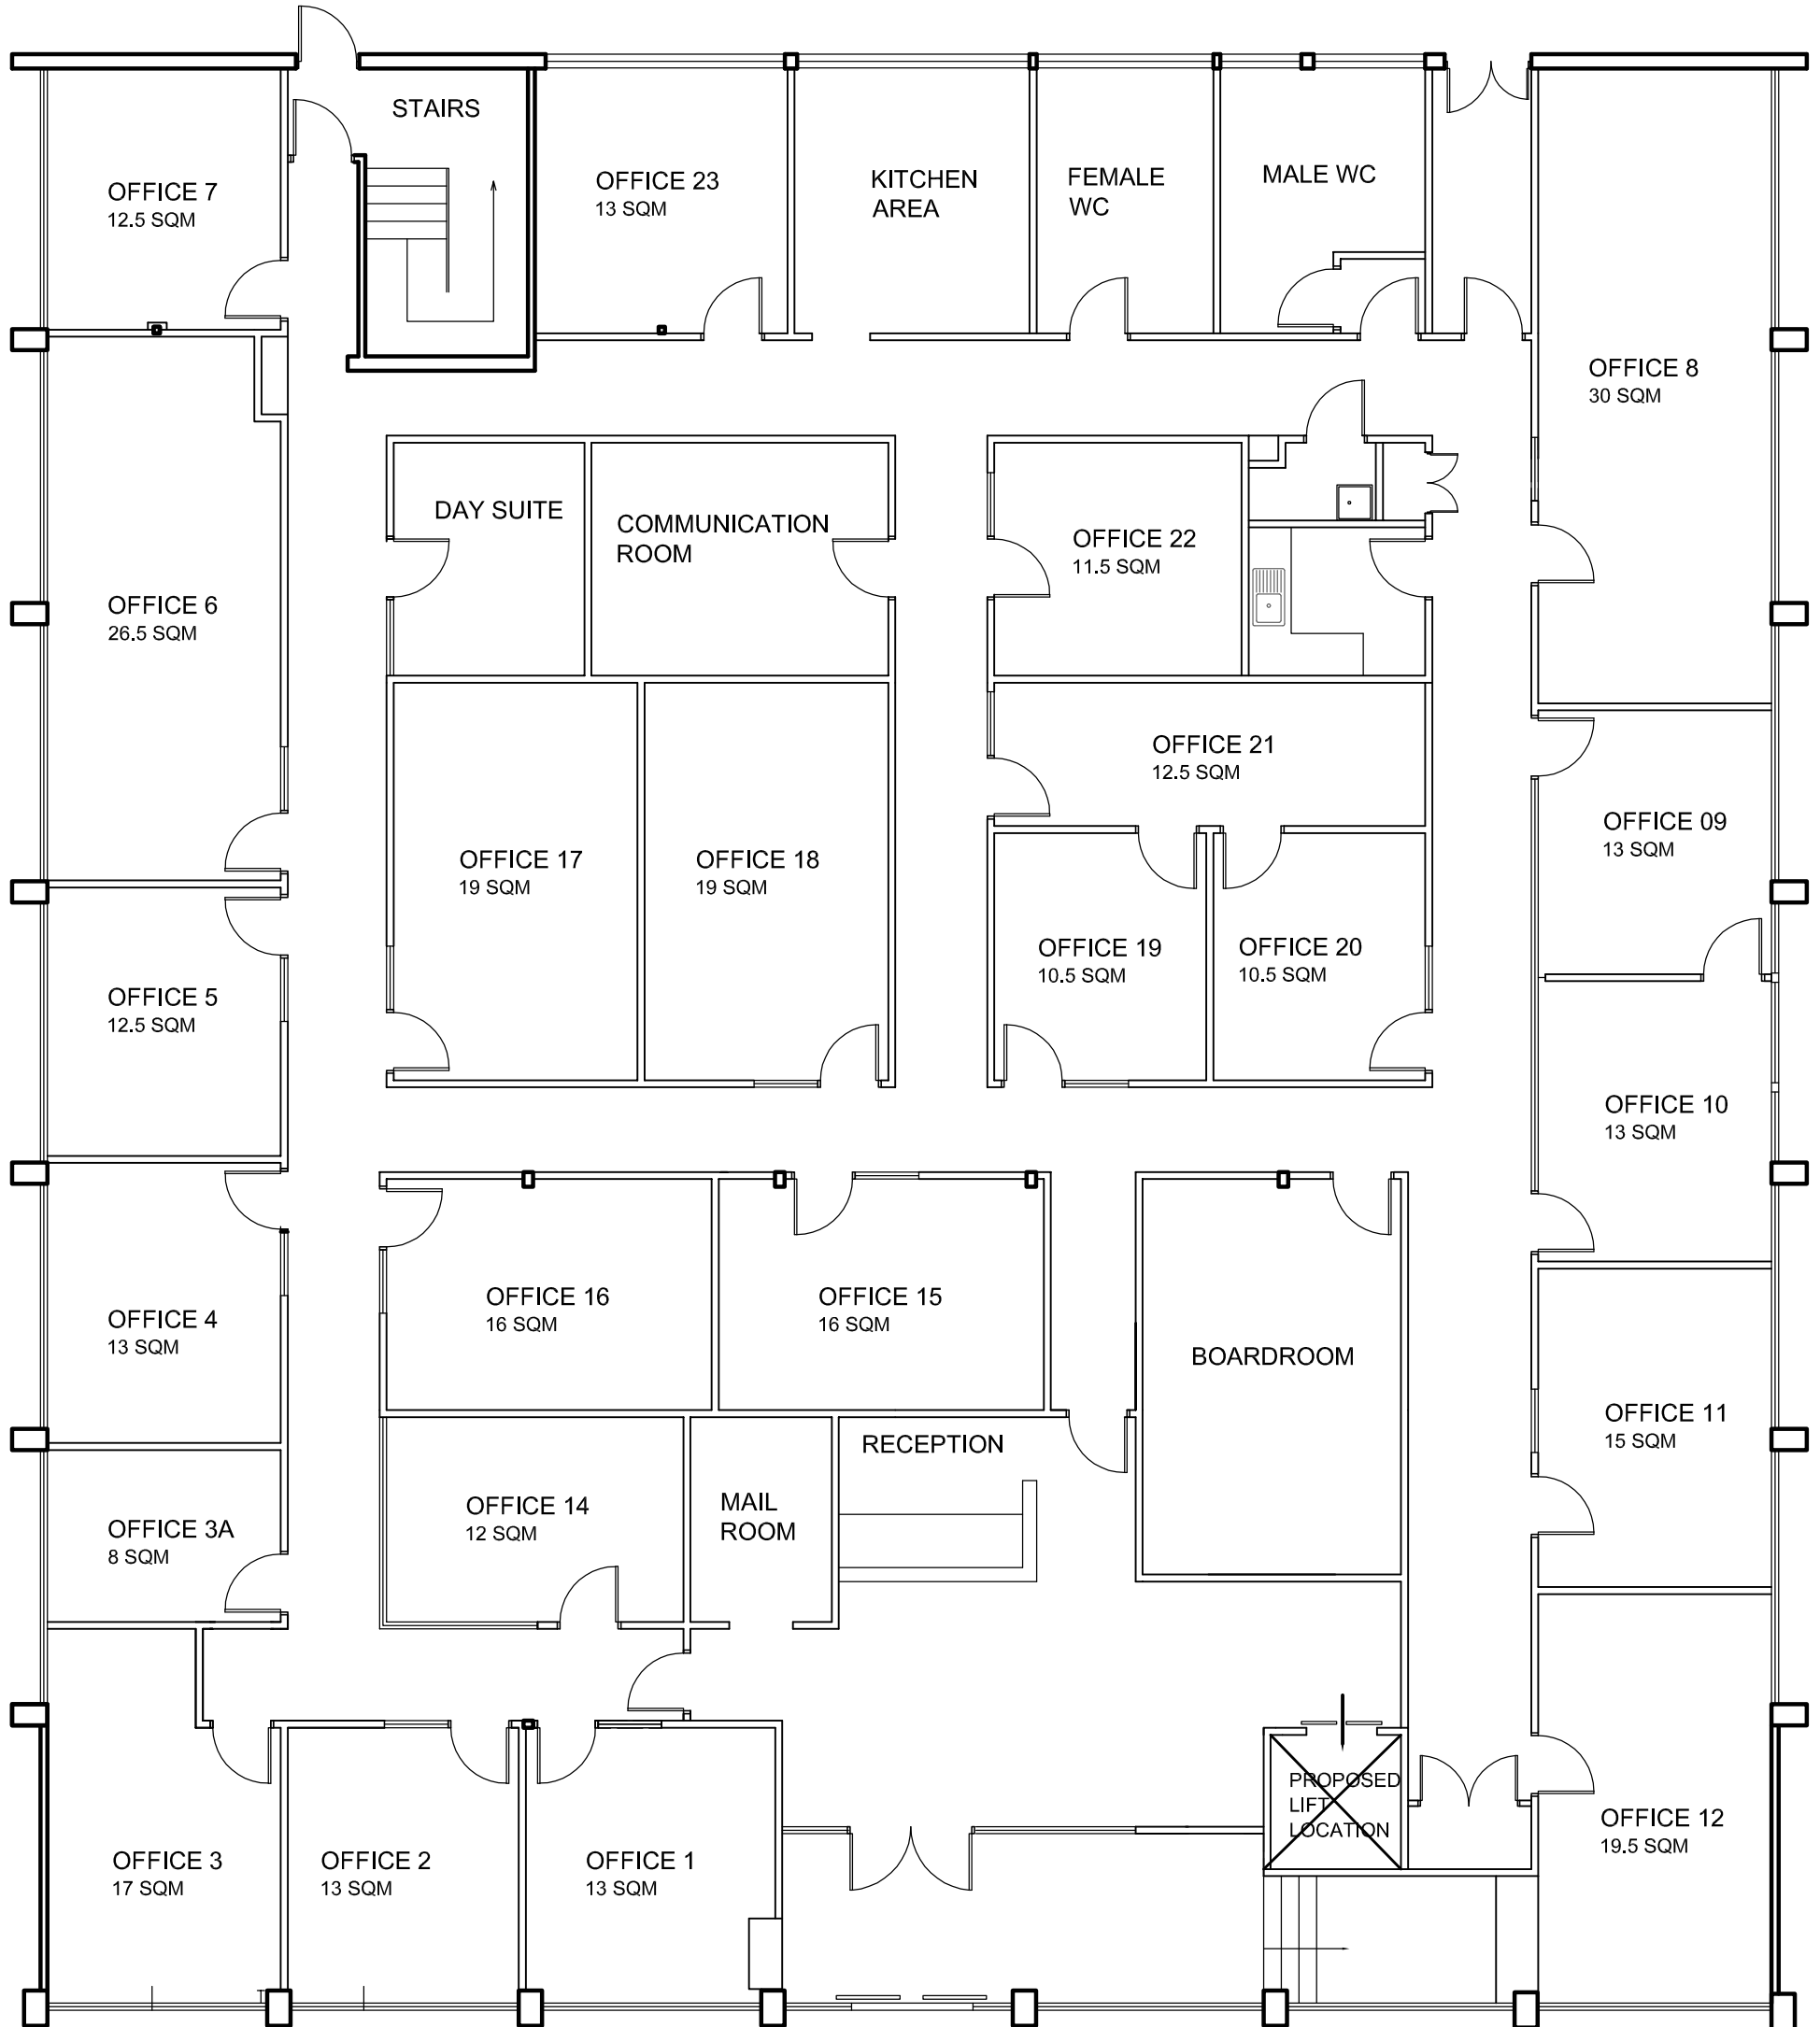 STAIRS
OFFICE 7
12.5 SQM
OFFICE 23
13 SQM
KITCHEN
AREA
FEMALE
WC
MALE WC
OFFICE 8
30 SQM
DAY SUITE
COMMUNICATION
ROOM
OFFICE 22
11.5 SQM
OFFICE 6
26.5 SQM
OFFICE 21
12.5 SQM
OFFICE 17
19 SQM
OFFICE 18
19 SQM
OFFICE 09
13 SQM
OFFICE 19
10.5 SQM
OFFICE 20
10.5 SQM
OFFICE 5
12.5 SQM
OFFICE 10
13 SQM
OFFICE 4
13 SQM
OFFICE 16
16 SQM
OFFICE 15
16 SQM
BOARDROOM
OFFICE 11
15 SQM
RECEPTION
OFFICE 3A
8 SQM
OFFICE 14
12 SQM
MAIL
ROOM
PROPOSED
LIFT
LOCATION
OFFICE 12
19.5 SQM
OFFICE 3
17 SQM
OFFICE 2
13 SQM
OFFICE 1
13 SQM